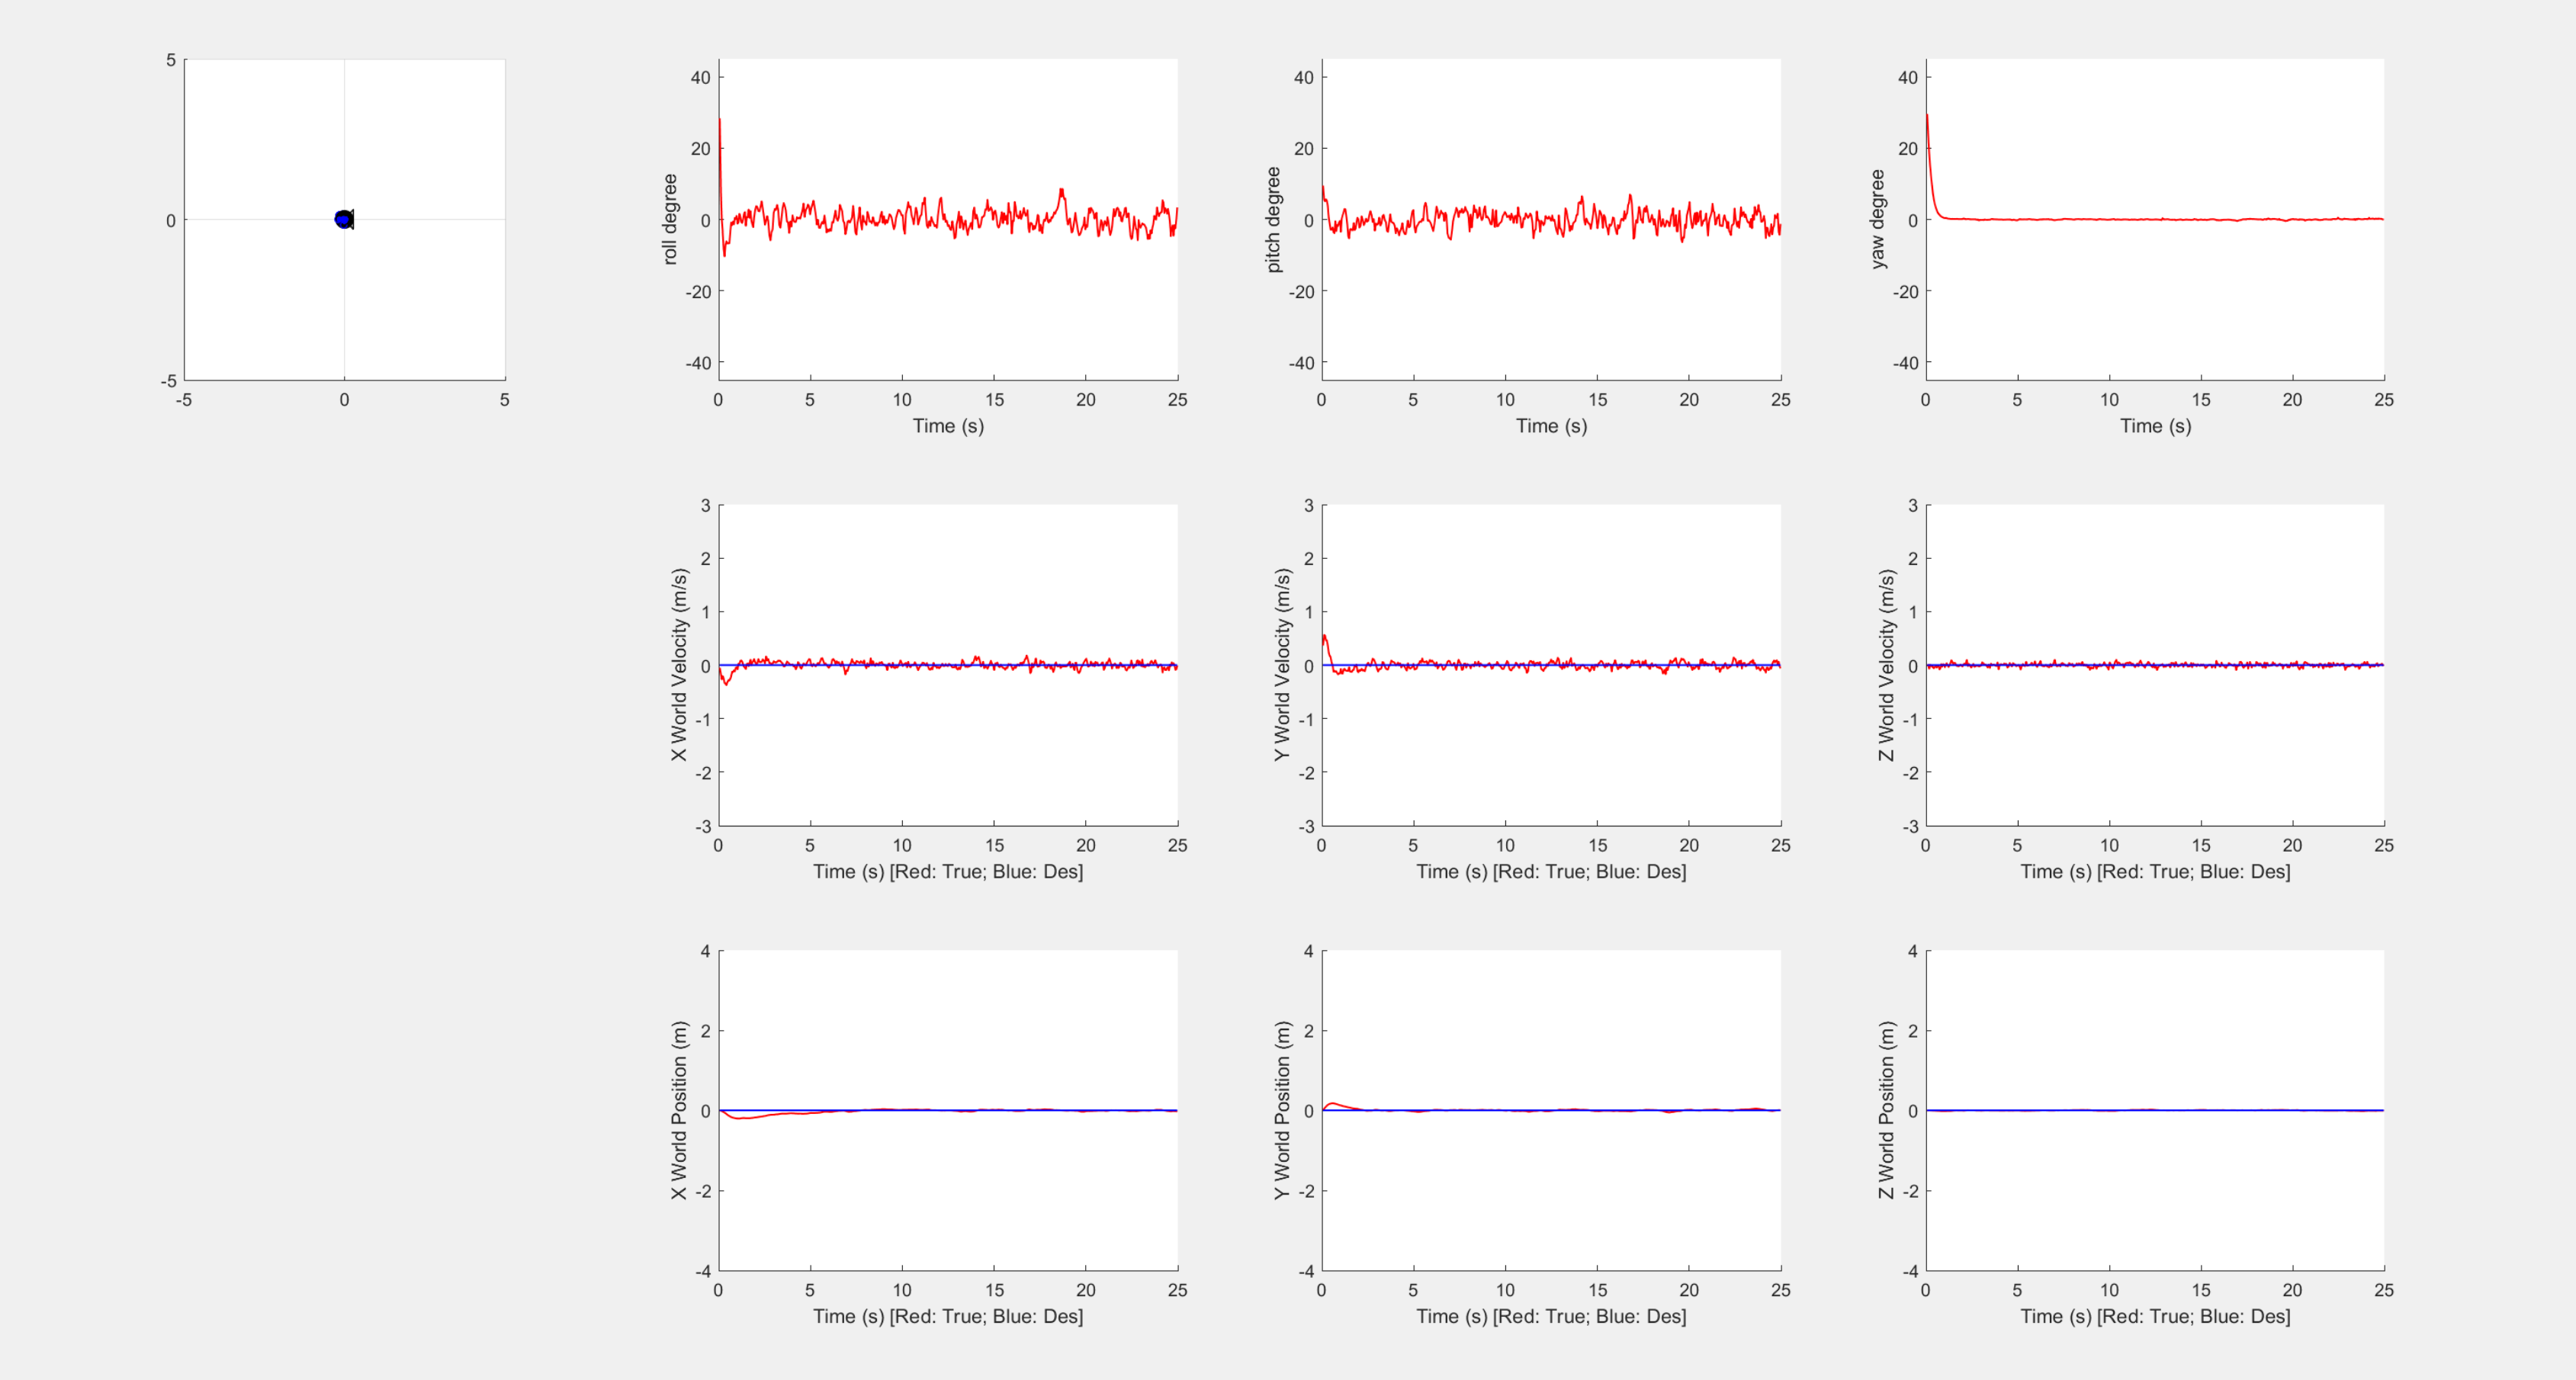 5
0
-5
-5 0 5
roll degree
40
20
0
-20
-40
0 5 10 15 20 25
Time (s)
pitch degree
40
20
0
-20
-40
0 5 10 15 20 25
Time (s)
yaw degree
40
20
0
-20
-40
0 5 10 15 20 25
Time (s)
X World Velocity (m/s)
3
2
1
0
-1
-2
-3
0 5 10 15 20 25
Time (s) [Red: True; Blue: Des]
Y World Velocity (m/s)
3
2
1
0
-1
-2
-3
0 5 10 15 20 25
Time (s) [Red: True; Blue: Des]
Z World Velocity (m/s)
3
2
1
0
-1
-2
-3
0 5 10 15 20 25
Time (s) [Red: True; Blue: Des]
X World Position (m)
4
2
0
-2
-4
0 5 10 15 20 25
Time (s) [Red: True; Blue: Des]
Y World Position (m)
4
2
0
-2
-4
0 5 10 15 20 25
Time (s) [Red: True; Blue: Des]
Z World Position (m)
4
2
0
-2
-4
0 5 10 15 20 25
Time (s) [Red: True; Blue: Des]